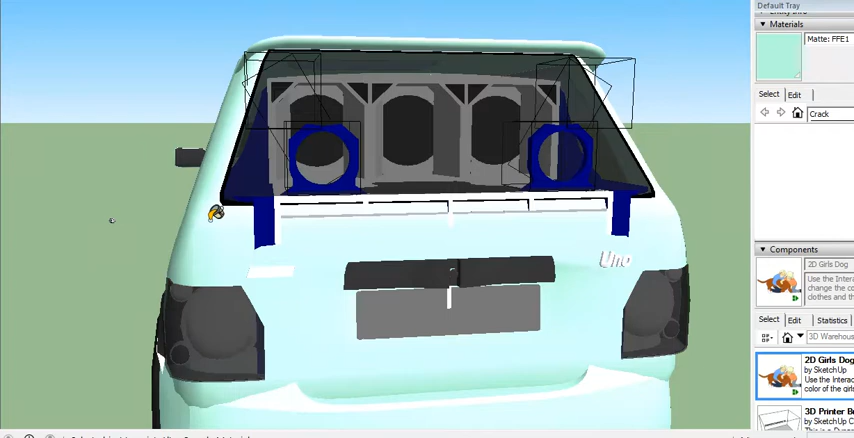 Default Tray
Materials
Matte: FFE1
Select
Edit
Crack
Components
2D Girls Dog
Use the Intera
change the co
clothes and th
Select
Edit
Statistics
3D Wareho
2D Girls Dog
by SketchUp
Use the Interac
color of the girls
3D Printer B
by SketchUp C
Uno